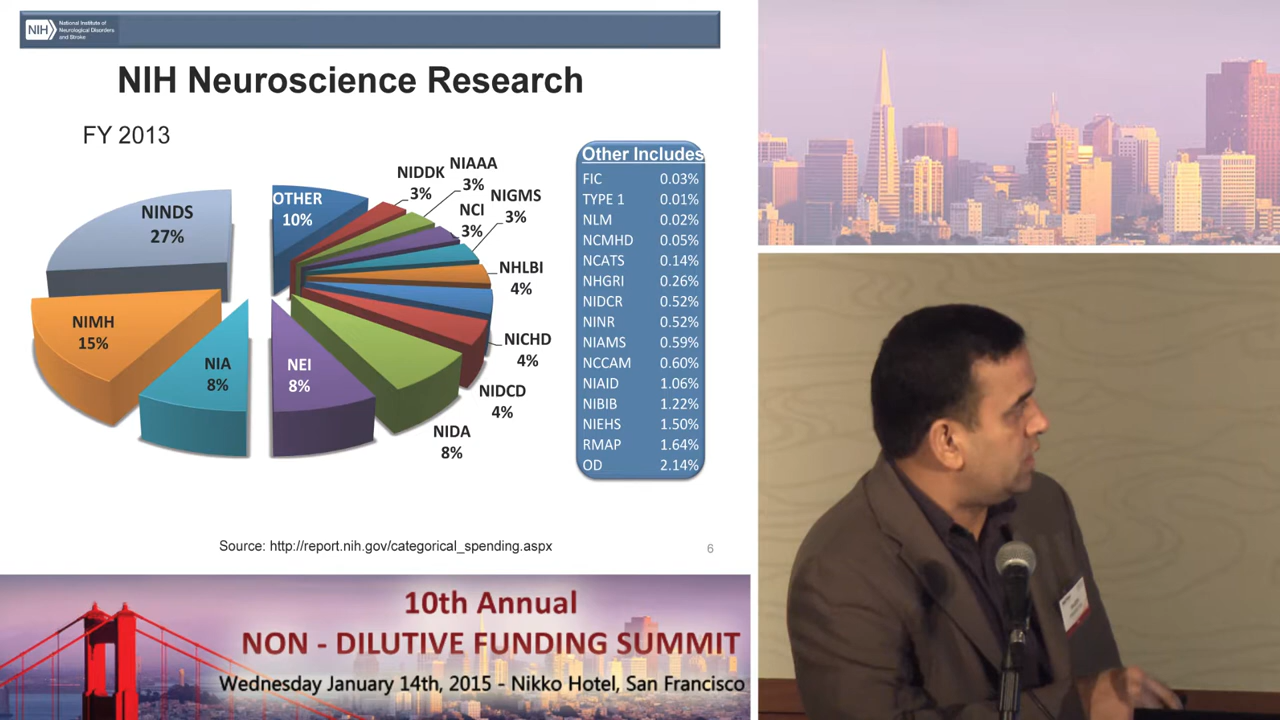 NIH
National Institute of
Neurological Disorders
and Stroke
NIH Neuroscience Research
FY 2013
NINDS
27%
OTHER
10%
NIDDK
3%
NIAAA
3%
NCI
3%
NIGMS
3%
NHLBI
4%
NICHD
4%
NIDCD
4%
NIDA
8%
NEI
8%
NIA
8%
NIMH
15%
Other Includes
FIC 0.03%
TYPE 1 0.01%
NLM 0.02%
NCMHD 0.05%
NCATS 0.14%
NHGRI 0.26%
NIDCR 0.52%
NINR 0.52%
NIAMS 0.59%
NCCAM 0.60%
NIAID 1.06%
NIBIB 1.22%
NIEHS 1.50%
RMAP 1.64%
OD 2.14%
Source: http://report.nih.gov/categorical_spending.aspx
6
10th Annual
NON - DILUTIVE FUNDING SUMMIT
Wednesday January 14th, 2015 - Nikko Hotel, San Francisco